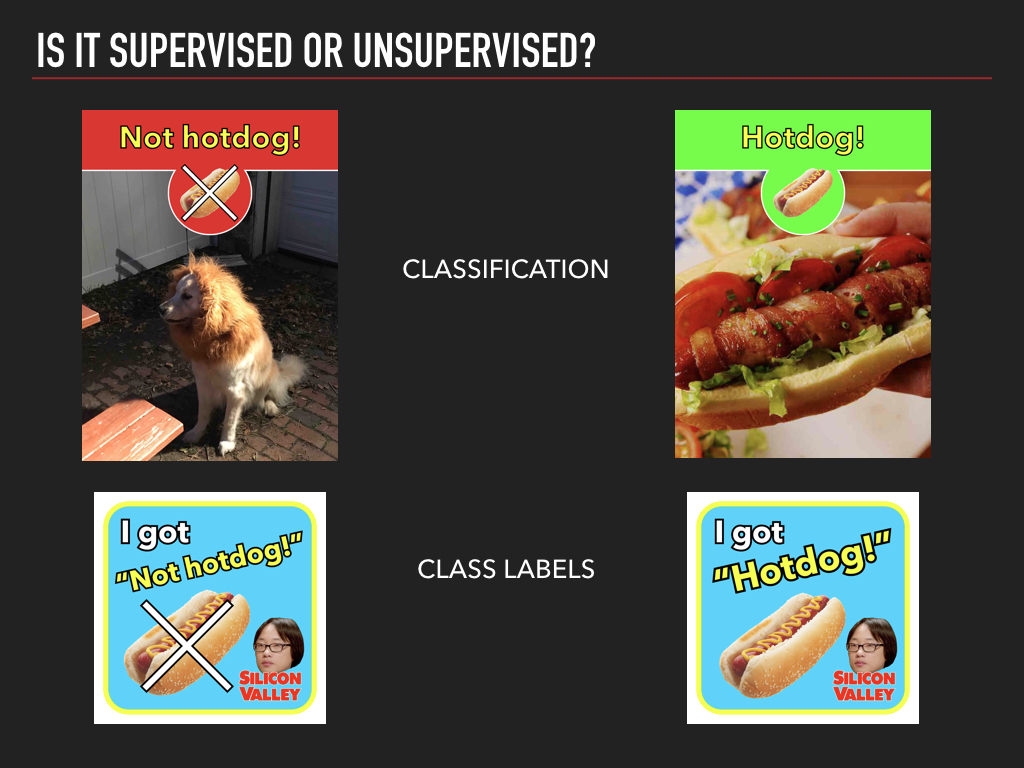 IS IT SUPERVISED OR UNSUPERVISED?
Not hotdog!
Hotdog!
CLASSIFICATION
I got
“Not hotdog!”
SILICON
VALLEY
CLASS LABELS
I got
“Hotdog!”
SILICON
VALLEY